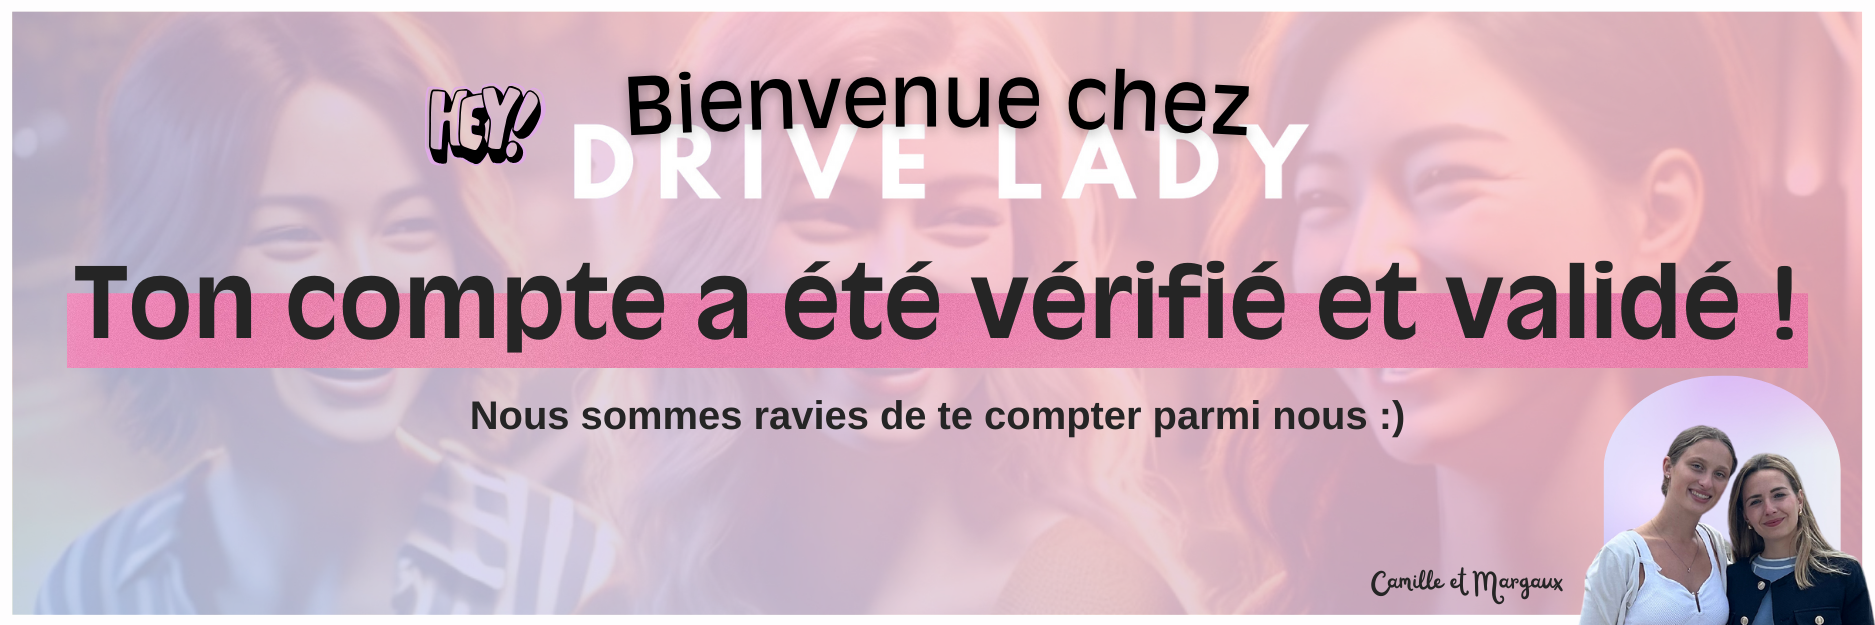 HEY!
Bienvenue chez
DRIVE LADY
Ton compte a été vérifié et validé !
Nous sommes ravies de te compter parmi nous :)
Camille et Margaux